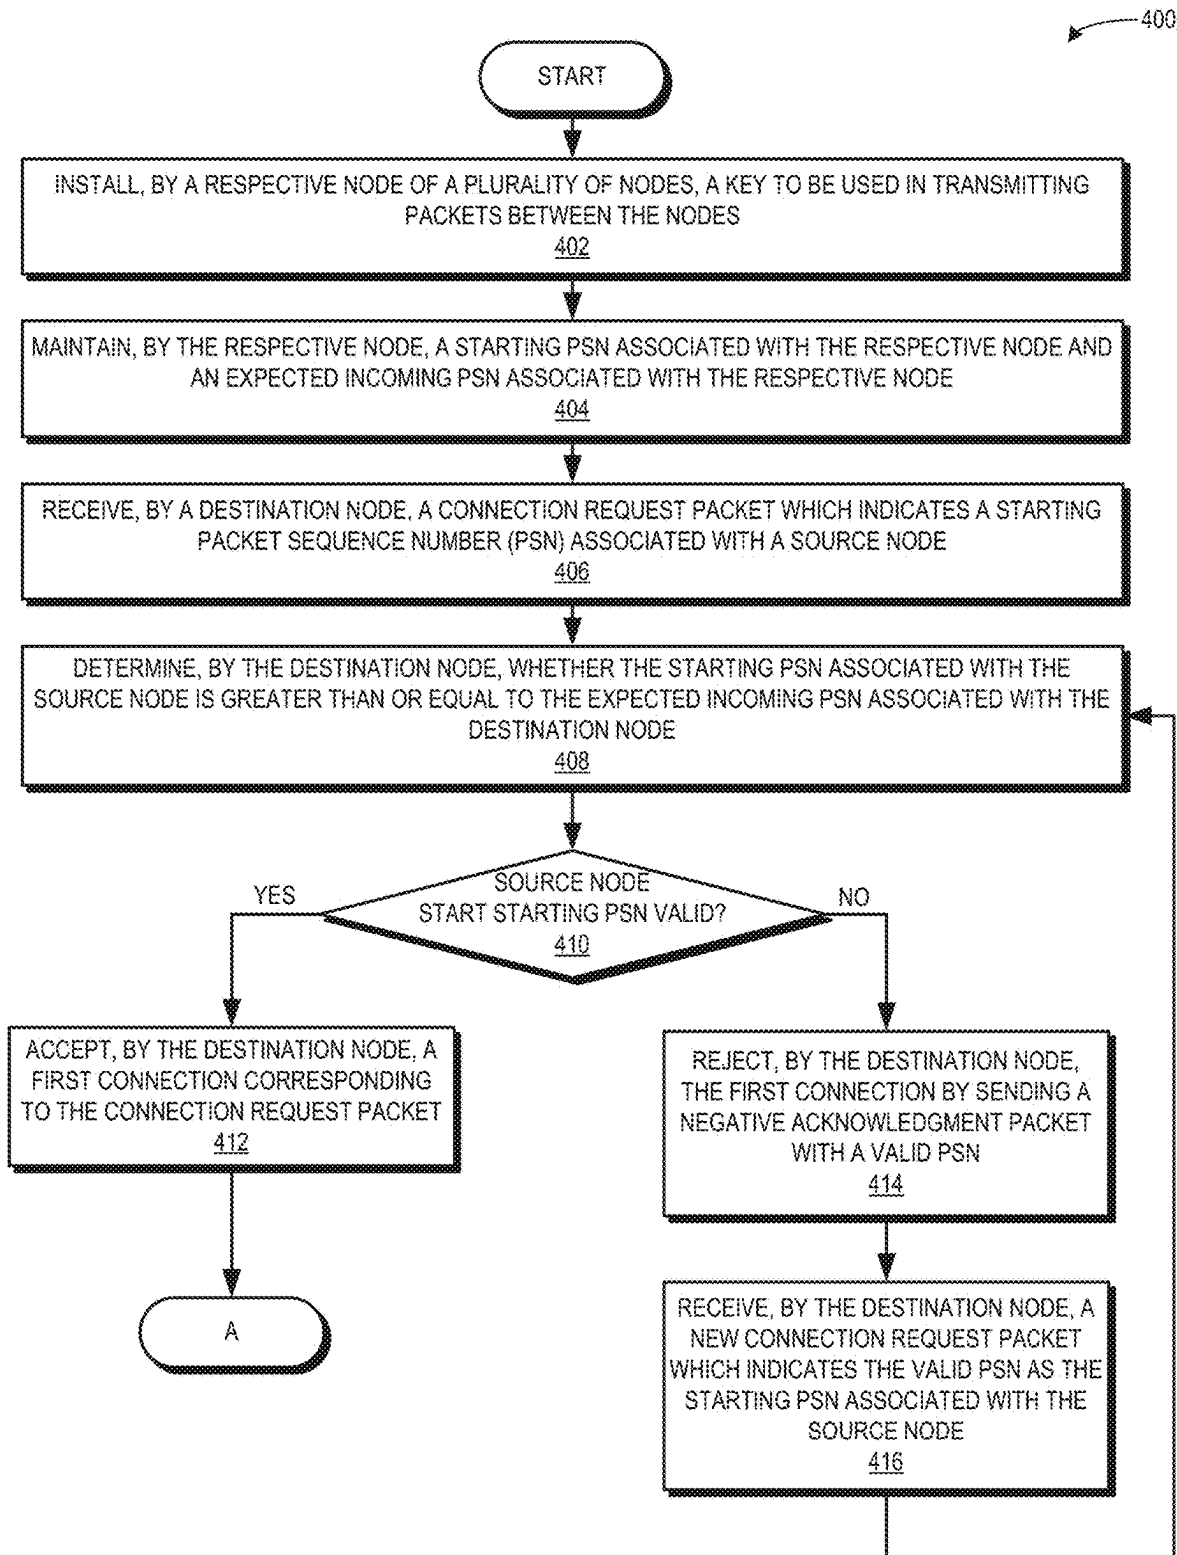 400
START
INSTALL, BY A RESPECTIVE NODE OF A PLURALITY OF NODES, A KEY TO BE USED IN TRANSMITTING
PACKETS BETWEEN THE NODES
402
MAINTAIN, BY THE RESPECTIVE NODE, A STARTING PSN ASSOCIATED WITH THE RESPECTIVE NODE AND
AN EXPECTED INCOMING PSN ASSOCIATED WITH THE RESPECTIVE NODE
404
RECEIVE, BY A DESTINATION NODE, A CONNECTION REQUEST PACKET WHICH INDICATES A STARTING
PACKET SEQUENCE NUMBER (PSN) ASSOCIATED WITH A SOURCE NODE
406
DETERMINE, BY THE DESTINATION NODE, WHETHER THE STARTING PSN ASSOCIATED WITH THE
SOURCE NODE IS GREATER THAN OR EQUAL TO THE EXPECTED INCOMING PSN ASSOCIATED WITH THE
DESTINATION NODE
408
SOURCE NODE
START STARTING PSN VALID?
410
YES
NO
ACCEPT, BY THE DESTINATION NODE, A
FIRST CONNECTION CORRESPONDING
TO THE CONNECTION REQUEST PACKET
412
A
REJECT, BY THE DESTINATION NODE,
THE FIRST CONNECTION BY SENDING A
NEGATIVE ACKNOWLEDGMENT PACKET
WITH A VALID PSN
414
RECEIVE, BY THE DESTINATION NODE, A
NEW CONNECTION REQUEST PACKET
WHICH INDICATES THE VALID PSN AS THE
STARTING PSN ASSOCIATED WITH THE
SOURCE NODE
416